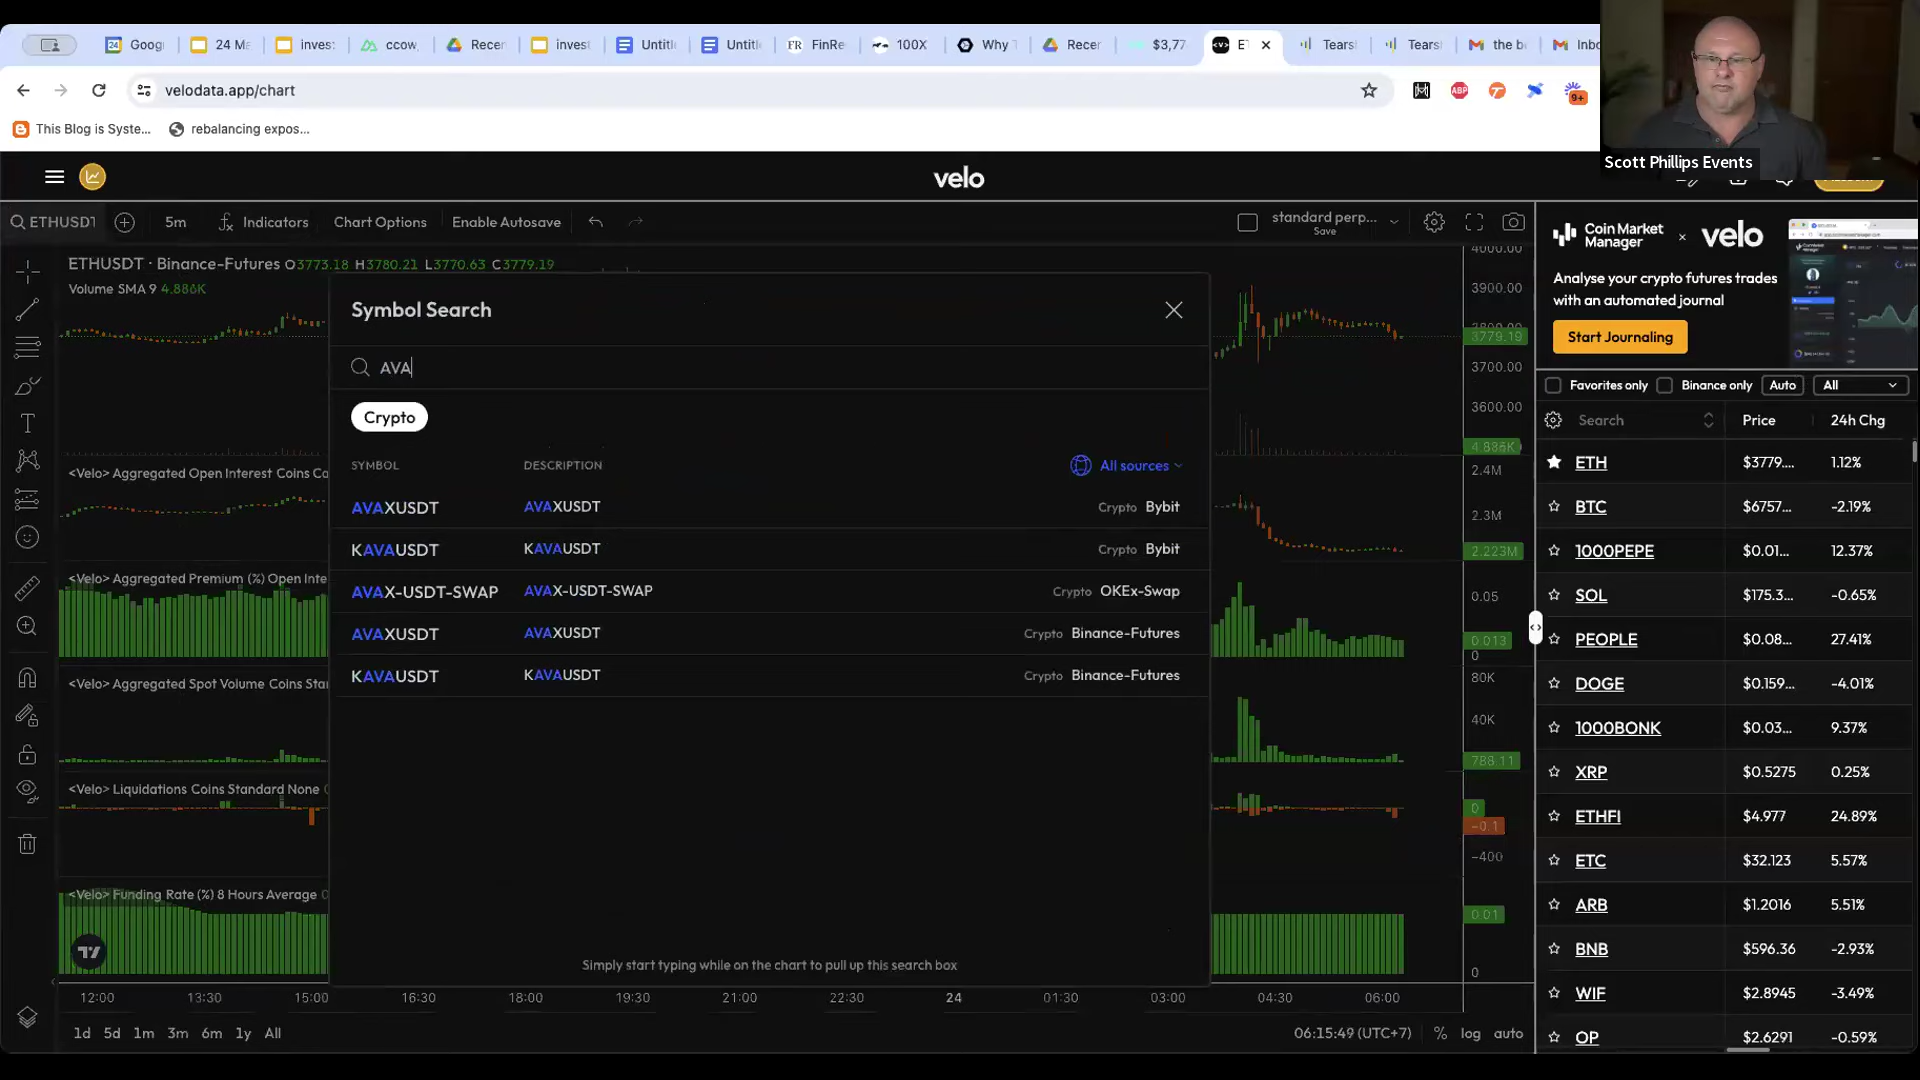 Goog
24 Ma
invest
ccow
Recen
invest
Untitl
Untitl
FR FinRe
100X
Why T
Recen
$3,77
ET
Tears
Tears
the b
Inbo
velodata.app/chart
ABP
9+
This Blog is Syste...
rebalancing expos...
Scott Phillips Events
velo
ETHUSDT
5m
Indicators
Chart Options
Enable Autosave
standard perp...
Save
ETHUSDT · Binance-Futures O3773.18 H3780.21 L3770.63 C3779.19
Volume SMA 9 4.886K
<Velo> Aggregated Open Interest Coins Ca
<Velo> Aggregated Premium (%) Open Inte
<Velo> Aggregated Spot Volume Coins Sta
<Velo> Liquidations Coins Standard None
<Velo> Funding Rate (%) 8 Hours Average
Symbol Search
AVA
Crypto
SYMBOL DESCRIPTION All sources
AVAXUSDT AVAXUSDT Crypto Bybit
KAVAUSDT KAVAUSDT Crypto Bybit
AVAX-USDT-SWAP AVAX-USDT-SWAP Crypto OKEx-Swap
AVAXUSDT AVAXUSDT Crypto Binance-Futures
KAVAUSDT KAVAUSDT Crypto Binance-Futures
Simply start typing while on the chart to pull up this search box
4000.00
3900.00
3800.00
3779.19
3700.00
3600.00
4.886K
2.4M
2.3M
2.223M
0.05
0.013
0
80K
40K
788.11
0
-0.1
-400
0.01
0
12:00 13:30 15:00 16:30 18:00 19:30 21:00 22:30 24 01:30 03:00 04:30 06:00
1d 5d 1m 3m 6m 1y All
06:15:49 (UTC+7) % log auto
Coin Market Manager × velo
Analyse your crypto futures trades
with an automated journal
Start Journaling
Favorites only Binance only Auto All
Search Price 24h Chg
ETH $3779.... 1.12%
BTC $6757... -2.19%
1000PEPE $0.01... 12.37%
SOL $175.3... -0.65%
PEOPLE $0.08... 27.41%
DOGE $0.159... -4.01%
1000BONK $0.03... 9.37%
XRP $0.5275 0.25%
ETHFI $4.977 24.89%
ETC $32.123 5.57%
ARB $1.2016 5.51%
BNB $596.36 -2.93%
WIF $2.8945 -3.49%
OP $2.6291 -0.59%